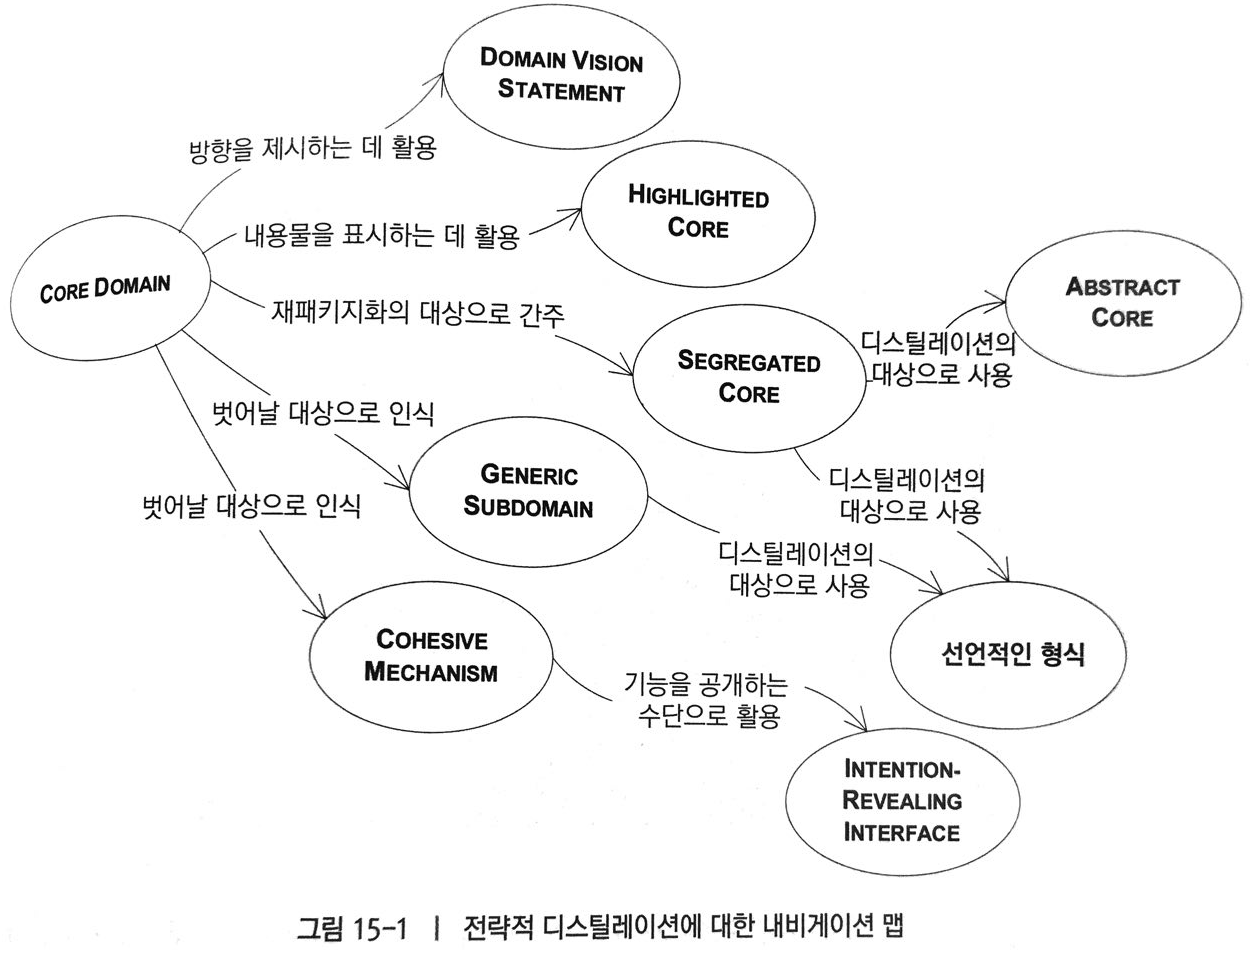 DOMAIN VISION
STATEMENT
방향을 제시하는 데 활용
HIGHLIGHTED
CORE
내용물을 표시하는 데 활용
CORE DOMAIN
ABSTRACT
CORE
재패키지화의 대상으로 간주
SEGREGATED
CORE
디스틸레이션의
대상으로 사용
벗어날 대상으로 인식
GENERIC
SUBDOMAIN
디스틸레이션의
대상으로 사용
벗어날 대상으로 인식
디스틸레이션의
대상으로 사용
COHESIVE
MECHANISM
선언적인 형식
기능을 공개하는
수단으로 활용
INTENTION-
REVEALING
INTERFACE
그림 15-1 | 전략적 디스틸레이션에 대한 내비게이션 맵